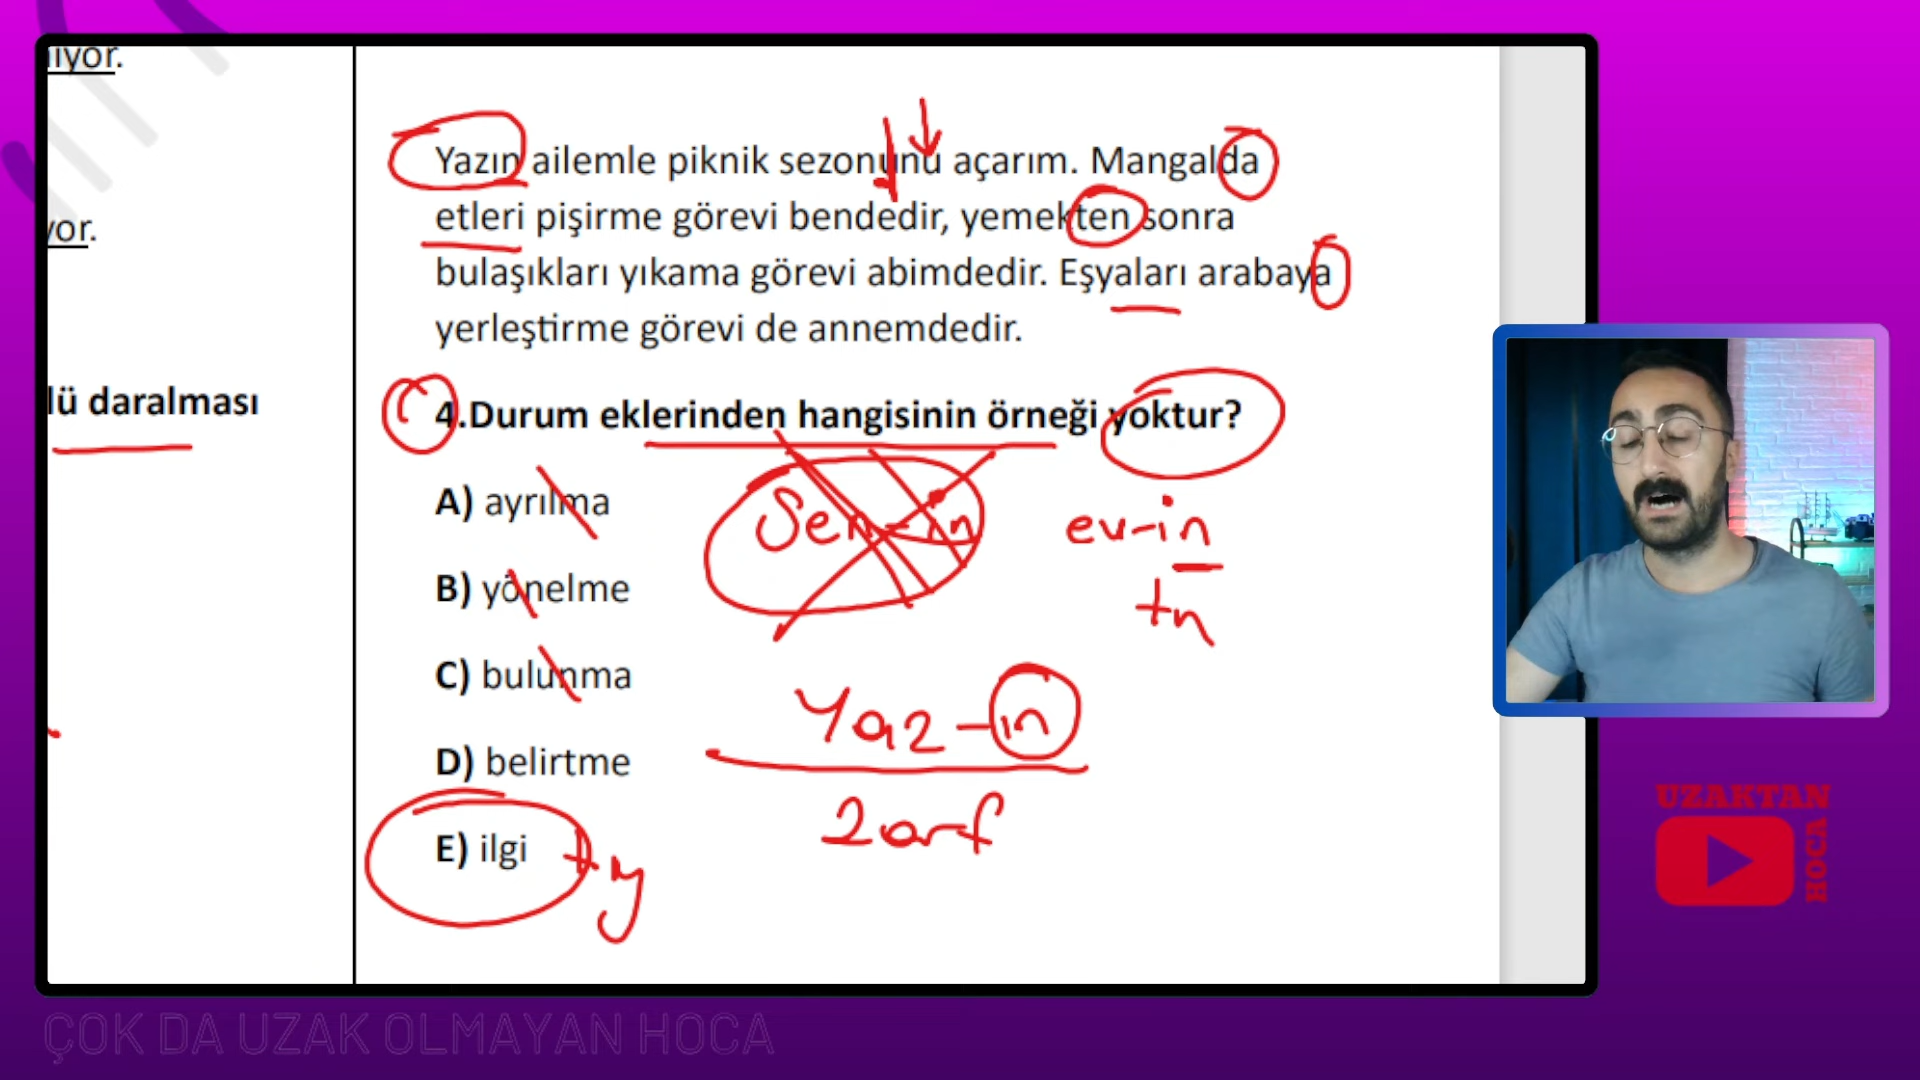 nıyor.
yor.
lü daralması
Yazın ailemle piknik sezonunu açarım. Mangalda
etleri pişirme görevi bendedir, yemekten sonra
bulaşıkları yıkama görevi abimdedir. Eşyaları arabaya
yerleştirme görevi de annemdedir.
4.Durum eklerinden hangisinin örneği yoktur?
A) ayrılma
B) yönelme
C) bulunma
D) belirtme
E) ilgi
Sen-in
ev-in
+n
Yaz-ın
Zarf
UZAKTAN
HOCA
ÇOK DA UZAK OLMAYAN HOCA